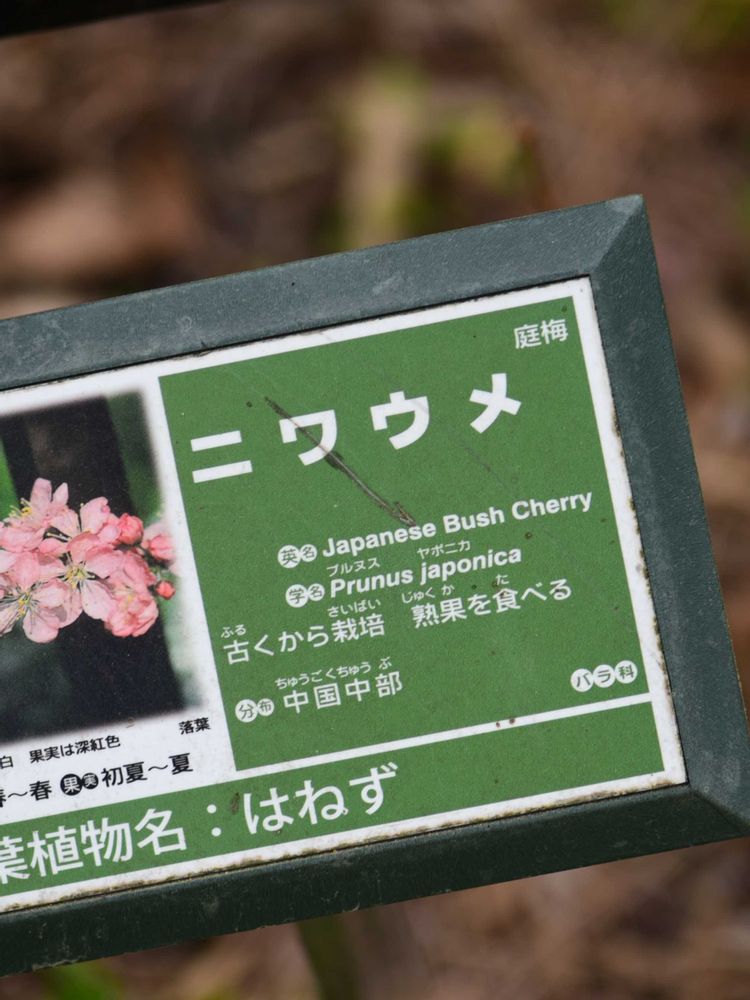 庭梅
ニワウメ
英名 Japanese Bush Cherry
プルヌス ヤポニカ
学名 Prunus japonica
ふる さいばい じゅくか た
古くから栽培 熟果を食べる
ちゅうごくちゅうぶ
分布 中国中部
バラ科
白 果実は深紅色 落葉
春～春 果実 初夏～夏
葉植物名：はねず